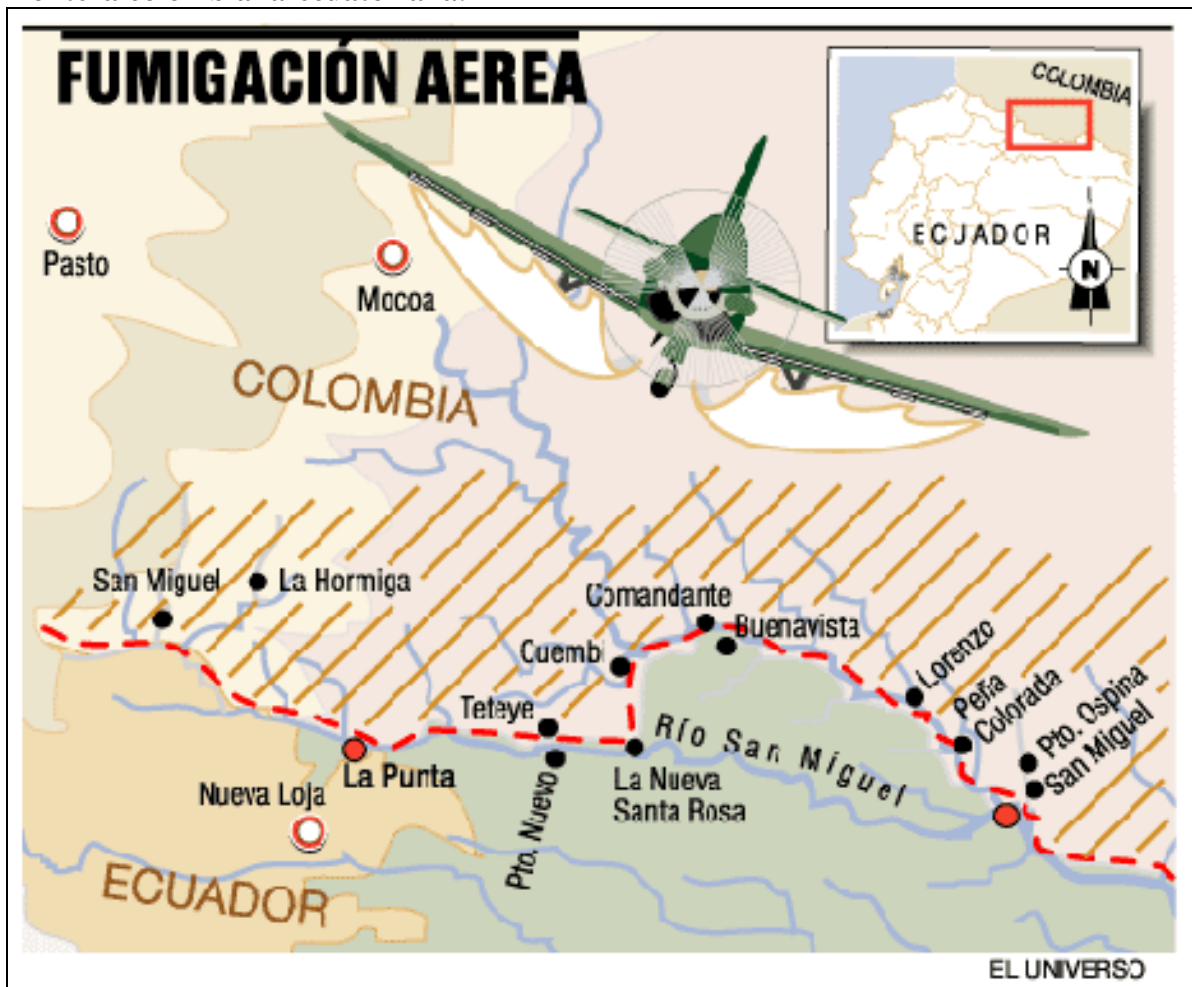 FUMIGACIÓN AEREA
COLOMBIA
ECUADOR
N
Pasto
Mocoa
COLOMBIA
San Miguel
La Hormiga
Comandante
Buenavista
Cuembi
Lorenzo
Teteye
Peña
Colorada
Pto. Ospina
San Miguel
Río San Miguel
La Punta
Nueva Loja
Pto. Nuevo
La Nueva
Santa Rosa
ECUADOR
EL UNIVERSO